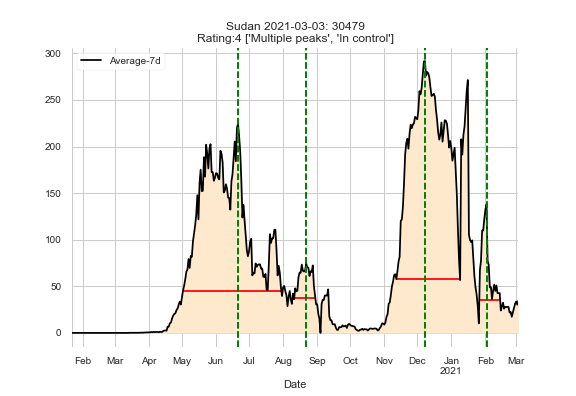 Sudan 2021-03-03: 30479
Rating:4 ['Multiple peaks', 'In control']
Average-7d
300
250
200
150
100
50
0
Feb Mar Apr May Jun Jul Aug Sep Oct Nov Dec Jan Feb Mar
2021
Date